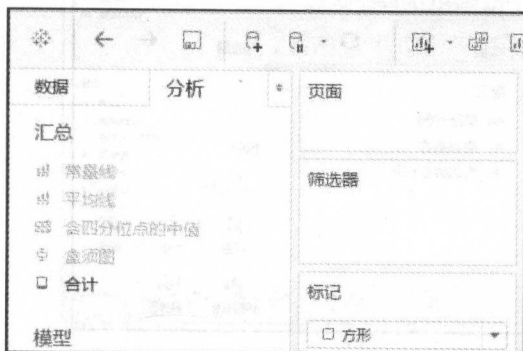 数据
分析
汇总
常量线
平均线
含四分位点的中值
盒须图
合计
模型
页面
筛选器
标记
方形